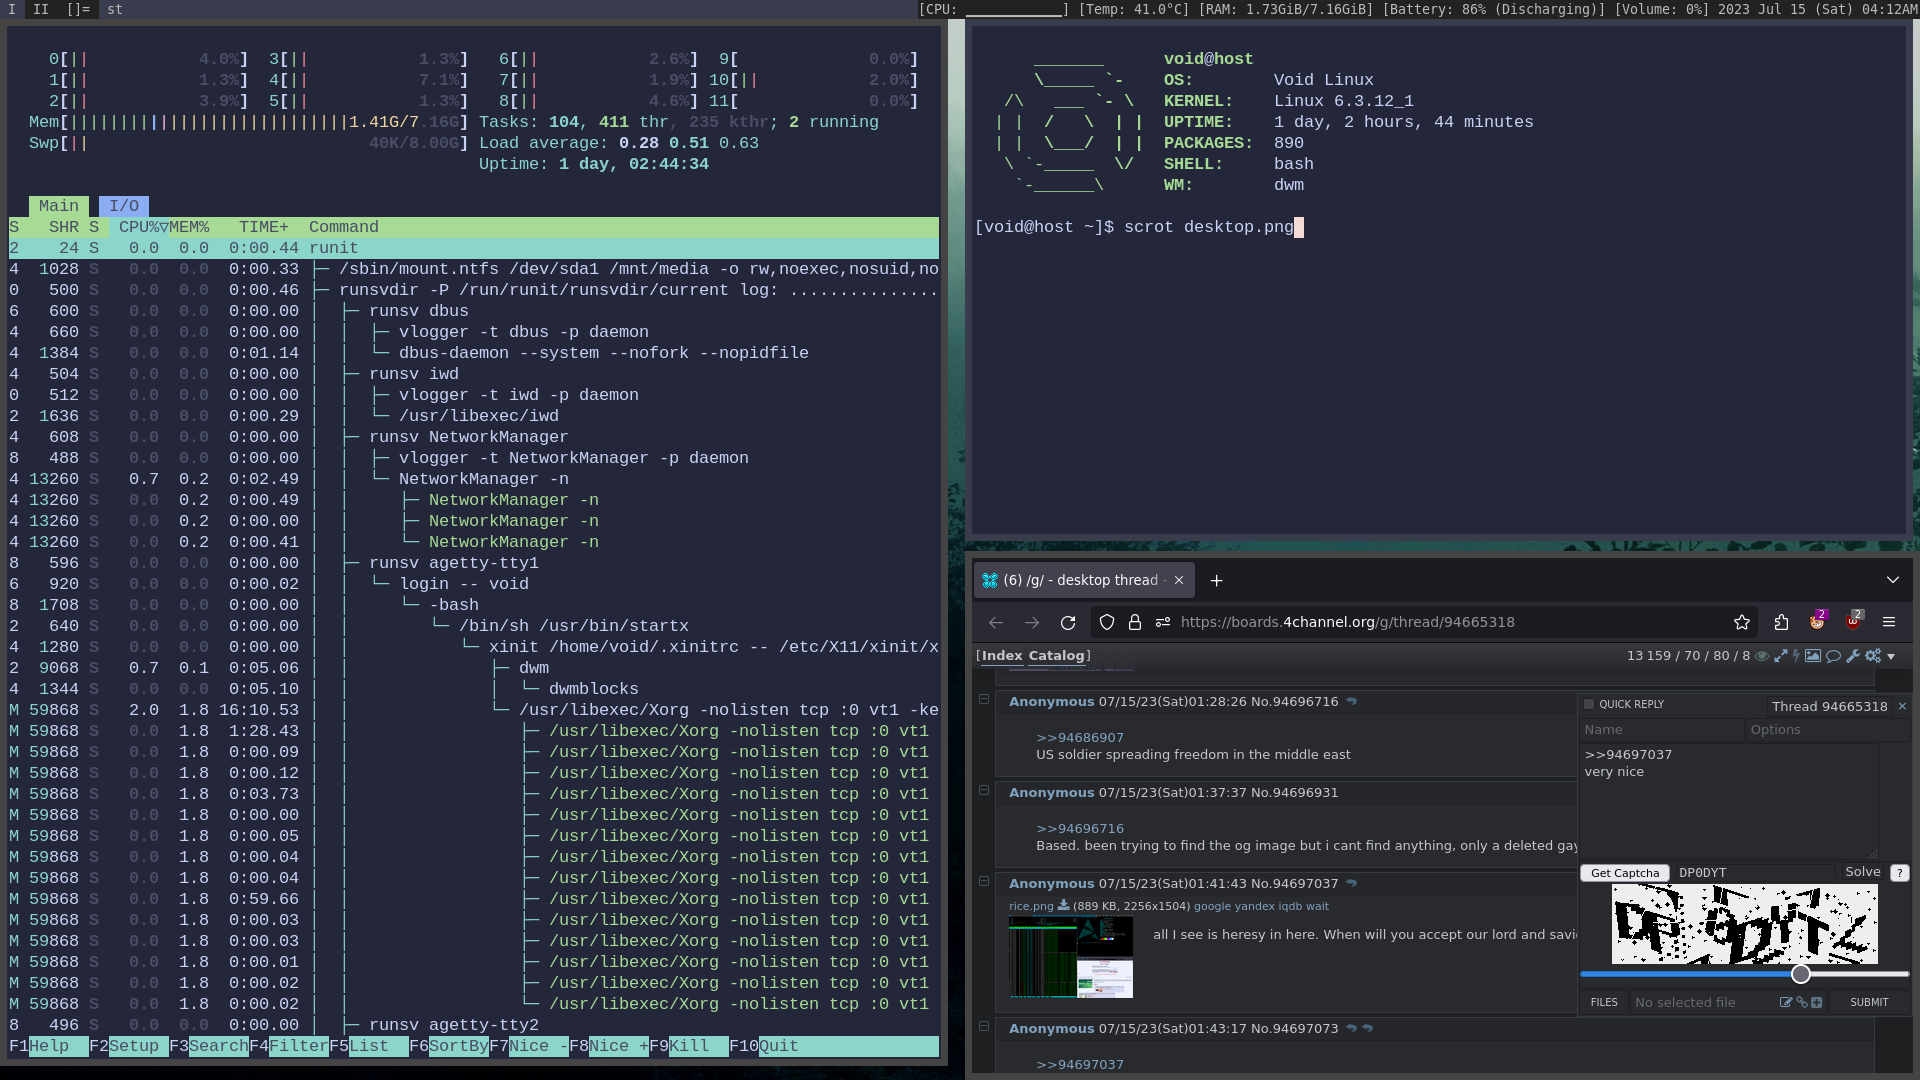 I II []= st
[CPU: ▁▁▁▁▁▁▁▁▁▁▁▁] [Temp: 41.0°C] [RAM: 1.73GiB/7.16GiB] [Battery: 86% (Discharging)] [Volume: 0%] 2023 Jul 15 (Sat) 04:12AM
0[|| 4.0%] 3[|| 1.3%] 6[|| 2.6%] 9[ 0.0%]
1[|| 1.3%] 4[|| 7.1%] 7[|| 1.9%] 10[|| 2.0%]
2[|| 3.9%] 5[|| 1.3%] 8[|| 4.6%] 11[ 0.0%]
Mem[||||||||||||||||||||||||||||1.41G/7.16G] Tasks: 104, 411 thr, 235 kthr; 2 running
Swp[|| 40K/8.00G] Load average: 0.28 0.51 0.63
Uptime: 1 day, 02:44:34
Main I/O
S SHR S CPU%▽MEM% TIME+ Command
2 24 S 0.0 0.0 0:00.44 runit
4 1028 S 0.0 0.0 0:00.33 ├─ /sbin/mount.ntfs /dev/sda1 /mnt/media -o rw,noexec,nosuid,no
0 500 S 0.0 0.0 0:00.46 ├─ runsvdir -P /run/runit/runsvdir/current log: ...............
6 600 S 0.0 0.0 0:00.00 │ ├─ runsv dbus
4 660 S 0.0 0.0 0:00.00 │ │ ├─ vlogger -t dbus -p daemon
4 1384 S 0.0 0.0 0:01.14 │ │ └─ dbus-daemon --system --nofork --nopidfile
4 504 S 0.0 0.0 0:00.00 │ ├─ runsv iwd
0 512 S 0.0 0.0 0:00.00 │ │ ├─ vlogger -t iwd -p daemon
2 1636 S 0.0 0.0 0:00.29 │ │ └─ /usr/libexec/iwd
4 608 S 0.0 0.0 0:00.00 │ ├─ runsv NetworkManager
8 488 S 0.0 0.0 0:00.00 │ │ ├─ vlogger -t NetworkManager -p daemon
4 13260 S 0.7 0.2 0:02.49 │ │ └─ NetworkManager -n
4 13260 S 0.0 0.2 0:00.49 │ │ ├─ NetworkManager -n
4 13260 S 0.0 0.2 0:00.00 │ │ ├─ NetworkManager -n
4 13260 S 0.0 0.2 0:00.41 │ │ └─ NetworkManager -n
8 596 S 0.0 0.0 0:00.00 │ ├─ runsv agetty-tty1
6 920 S 0.0 0.0 0:00.02 │ │ └─ login -- void
8 1708 S 0.0 0.0 0:00.00 │ │ └─ -bash
2 640 S 0.0 0.0 0:00.00 │ │ └─ /bin/sh /usr/bin/startx
4 1280 S 0.0 0.0 0:00.00 │ │ └─ xinit /home/void/.xinitrc -- /etc/X11/xinit/x
2 9068 S 0.7 0.1 0:05.06 │ │ ├─ dwm
4 1344 S 0.0 0.0 0:05.10 │ │ │ └─ dwmblocks
M 59868 S 2.0 1.8 16:10.53 │ │ └─ /usr/libexec/Xorg -nolisten tcp :0 vt1 -ke
M 59868 S 0.0 1.8 1:28.43 │ │ ├─ /usr/libexec/Xorg -nolisten tcp :0 vt1
M 59868 S 0.0 1.8 0:00.09 │ │ ├─ /usr/libexec/Xorg -nolisten tcp :0 vt1
M 59868 S 0.0 1.8 0:00.12 │ │ ├─ /usr/libexec/Xorg -nolisten tcp :0 vt1
M 59868 S 0.0 1.8 0:03.73 │ │ ├─ /usr/libexec/Xorg -nolisten tcp :0 vt1
M 59868 S 0.0 1.8 0:00.00 │ │ ├─ /usr/libexec/Xorg -nolisten tcp :0 vt1
M 59868 S 0.0 1.8 0:00.05 │ │ ├─ /usr/libexec/Xorg -nolisten tcp :0 vt1
M 59868 S 0.0 1.8 0:00.04 │ │ ├─ /usr/libexec/Xorg -nolisten tcp :0 vt1
M 59868 S 0.0 1.8 0:00.04 │ │ ├─ /usr/libexec/Xorg -nolisten tcp :0 vt1
M 59868 S 0.0 1.8 0:59.66 │ │ ├─ /usr/libexec/Xorg -nolisten tcp :0 vt1
M 59868 S 0.0 1.8 0:00.03 │ │ ├─ /usr/libexec/Xorg -nolisten tcp :0 vt1
M 59868 S 0.0 1.8 0:00.03 │ │ ├─ /usr/libexec/Xorg -nolisten tcp :0 vt1
M 59868 S 0.0 1.8 0:00.01 │ │ ├─ /usr/libexec/Xorg -nolisten tcp :0 vt1
M 59868 S 0.0 1.8 0:00.02 │ │ ├─ /usr/libexec/Xorg -nolisten tcp :0 vt1
M 59868 S 0.0 1.8 0:00.02 │ │ └─ /usr/libexec/Xorg -nolisten tcp :0 vt1
8 496 S 0.0 0.0 0:00.00 │ ├─ runsv agetty-tty2
F1Help F2Setup F3SearchF4FilterF5List F6SortByF7Nice -F8Nice +F9Kill F10Quit
void@host
OS: Void Linux
KERNEL: Linux 6.3.12_1
UPTIME: 1 day, 2 hours, 44 minutes
PACKAGES: 890
SHELL: bash
WM: dwm
[void@host ~]$ scrot desktop.png
(6) /g/ - desktop thread -
https://boards.4channel.org/g/thread/94665318
2 2
[Index Catalog]
13 159 / 70 / 80 / 8
Anonymous 07/15/23(Sat)01:28:26 No.94696716
>>94686907
US soldier spreading freedom in the middle east
Anonymous 07/15/23(Sat)01:37:37 No.94696931
>>94696716
Based. been trying to find the og image but i cant find anything, only a deleted gay
Anonymous 07/15/23(Sat)01:41:43 No.94697037
rice.png (889 KB, 2256x1504) google yandex iqdb wait
all I see is heresy in here. When will you accept our lord and savi
Anonymous 07/15/23(Sat)01:43:17 No.94697073
>>94697037
QUICK REPLY Thread 94665318 ×
Name Options
>>94697037
very nice
Get Captcha DP0DYT Solve ?
FILES No selected file SUBMIT